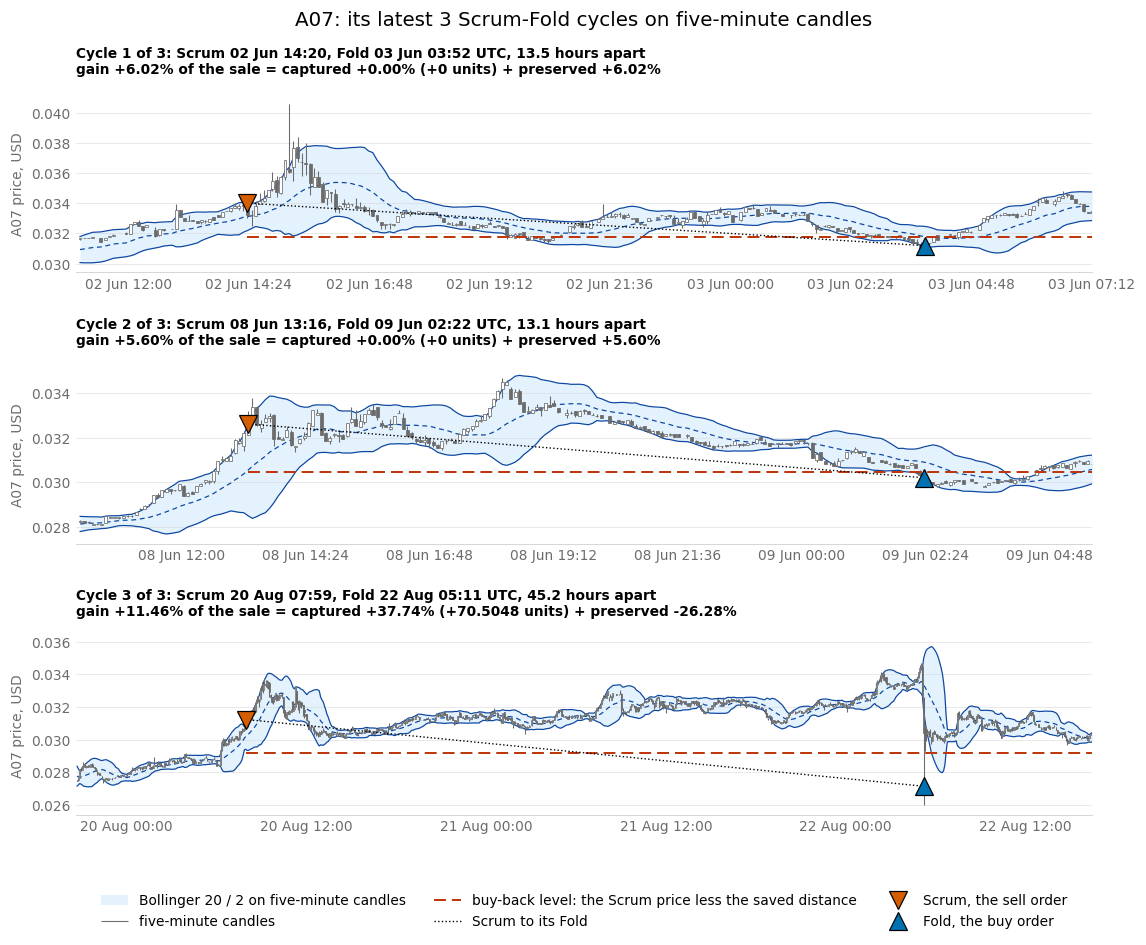 A07: its latest 3 Scrum-Fold cycles on five-minute candles
Cycle 1 of 3: Scrum 02 Jun 14:20, Fold 03 Jun 03:52 UTC, 13.5 hours apart
gain +6.02% of the sale = captured +0.00% (+0 units) + preserved +6.02%
A07 price, USD
0.040
0.038
0.036
0.034
0.032
0.030
02 Jun 12:00
02 Jun 14:24
02 Jun 16:48
02 Jun 19:12
02 Jun 21:36
03 Jun 00:00
03 Jun 02:24
03 Jun 04:48
03 Jun 07:12
Cycle 2 of 3: Scrum 08 Jun 13:16, Fold 09 Jun 02:22 UTC, 13.1 hours apart
gain +5.60% of the sale = captured +0.00% (+0 units) + preserved +5.60%
A07 price, USD
0.034
0.032
0.030
0.028
08 Jun 12:00
08 Jun 14:24
08 Jun 16:48
08 Jun 19:12
08 Jun 21:36
09 Jun 00:00
09 Jun 02:24
09 Jun 04:48
Cycle 3 of 3: Scrum 20 Aug 07:59, Fold 22 Aug 05:11 UTC, 45.2 hours apart
gain +11.46% of the sale = captured +37.74% (+70.5048 units) + preserved -26.28%
A07 price, USD
0.036
0.034
0.032
0.030
0.028
0.026
20 Aug 00:00
20 Aug 12:00
21 Aug 00:00
21 Aug 12:00
22 Aug 00:00
22 Aug 12:00
Bollinger 20 / 2 on five-minute candles
five-minute candles
buy-back level: the Scrum price less the saved distance
Scrum to its Fold
Scrum, the sell order
Fold, the buy order